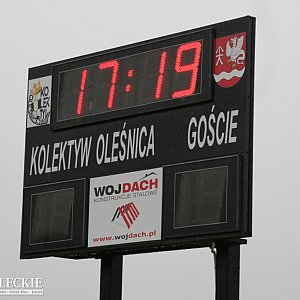 17:19
KOLEKTYW OLEŚNICA
GOŚCIE
WOJDACH
KONSTRUKCJE STALOWE
www.wojdach.pl
LECKIE